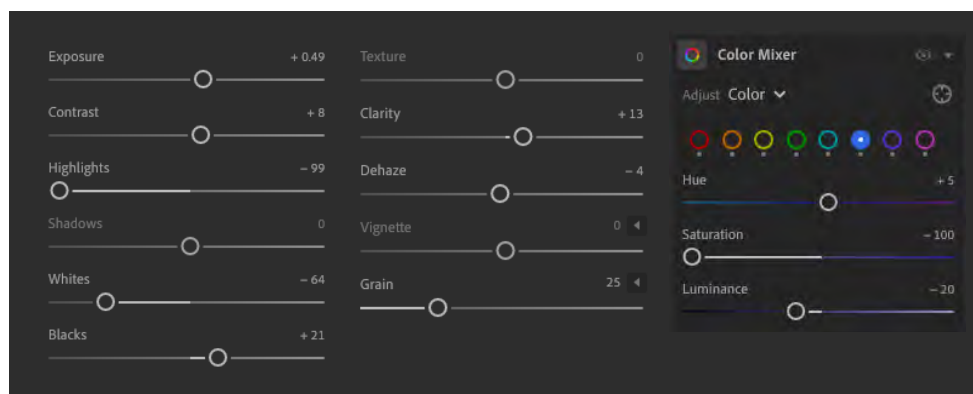 Exposure + 0.49
Contrast + 8
Highlights – 99
Shadows 0
Whites – 64
Blacks + 21
Texture 0
Clarity + 13
Dehaze – 4
Vignette 0
Grain 25
Color Mixer
Adjust Color
Hue + 5
Saturation – 100
Luminance – 20